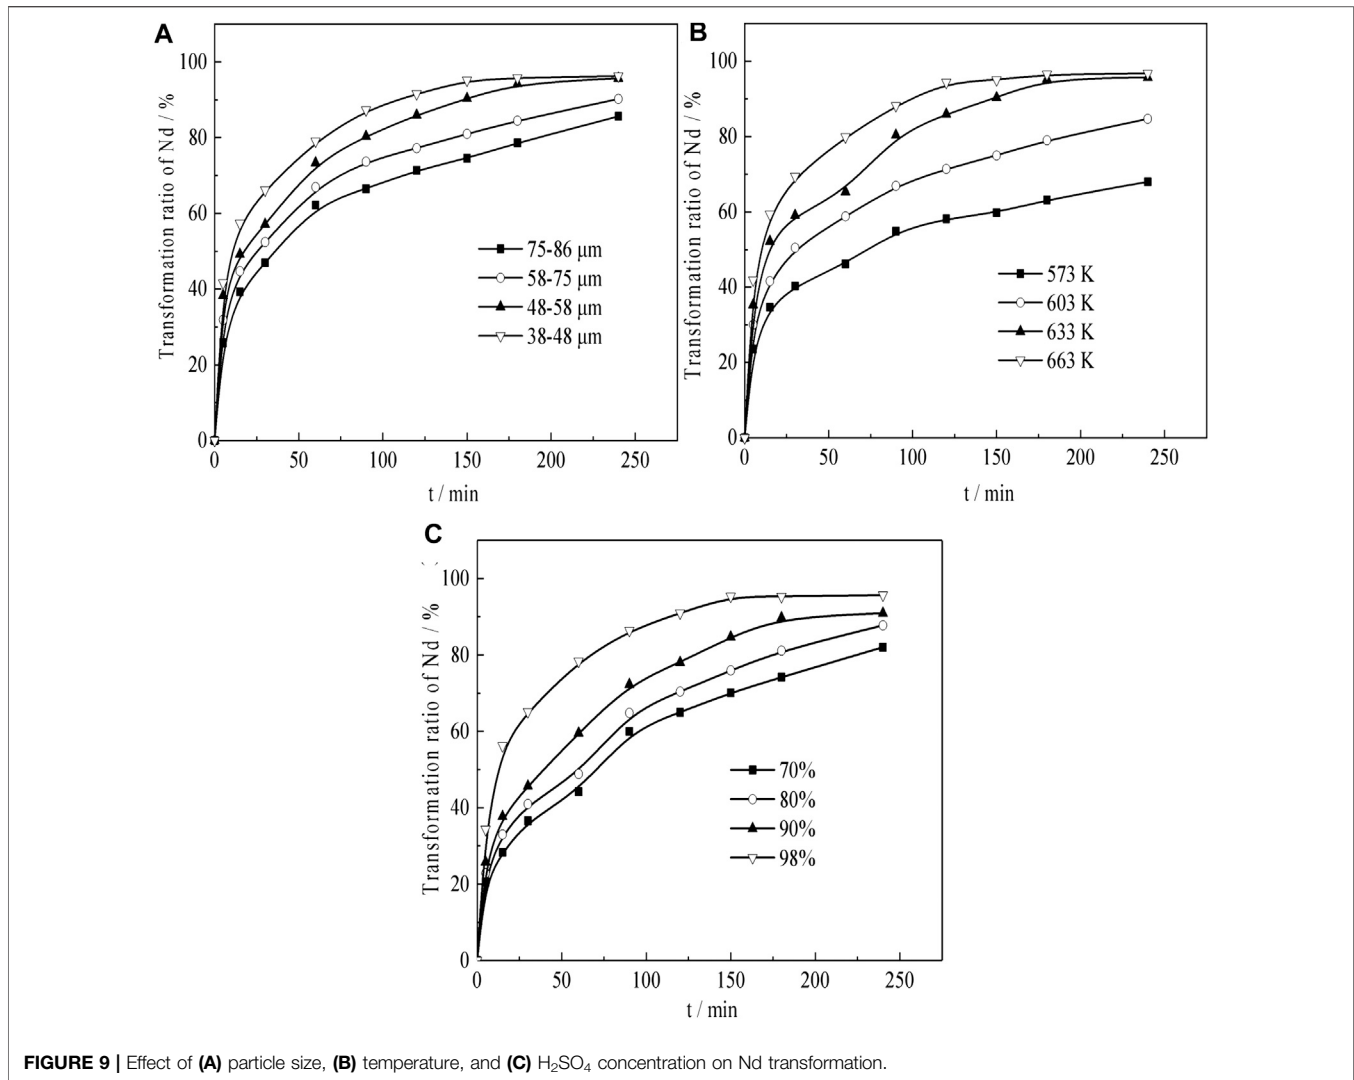 A
Transformation ratio of Nd / %
100
80
60
40
20
0
0 50 100 150 200 250
t / min
75-86 μm
58-75 μm
48-58 μm
38-48 μm
B
Transformation ratio of Nd / %
100
80
60
40
20
0
0 50 100 150 200 250
t / min
573 K
603 K
633 K
663 K
C
Transformation ratio of Nd / %
100
80
60
40
20
0
0 50 100 150 200 250
t / min
70%
80%
90%
98%
FIGURE 9 | Effect of (A) particle size, (B) temperature, and (C) H₂SO₄ concentration on Nd transformation.